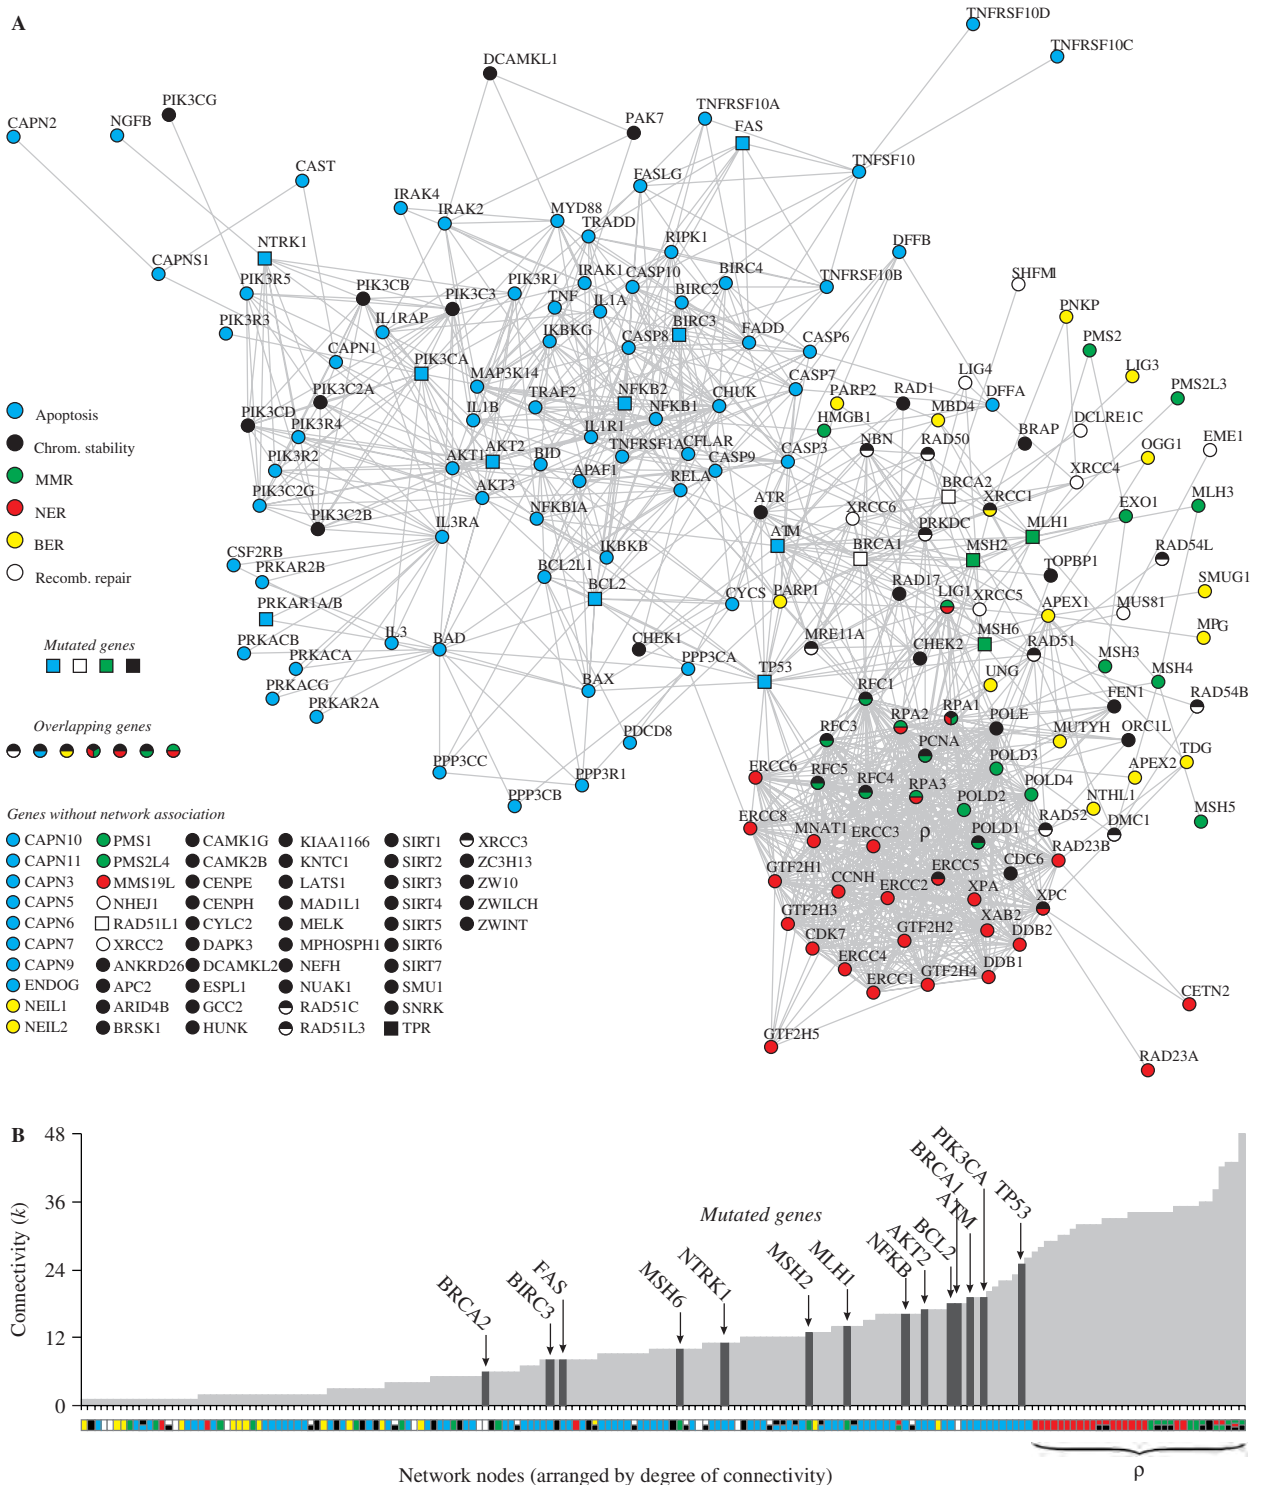 A
TNFRSF10D
TNFRSF10C
DCAMKL1
PIK3CG
CAPN2
NGFB
PAK7
TNFRSF10A
FAS
TNFSF10
CAST
FASLG
IRAK4
IRAK2
MYD88
TRADD
RIPK1
DFFB
NTRK1
CAPNS1
PIK3R5
PIK3CB
PIK3C3
PIK3R1
IRAK1
CASP10
BIRC4
TNFRSF10B
SHFM1
TNF
IL1A
BIRC2
PNKP
PIK3R3
IL1RAP
IKBKG
CASP8
BIRC3
FADD
CASP6
PMS2
CAPN1
PIK3CA
MAP3K14
CASP7
LIG4
LIG3
PIK3C2A
TRAF2
NFKB2
CHUK
PARP2
RAD1
DFFA
PMS2L3
PIK3CD
IL1B
NFKB1
HMGB1
MBD4
DCLRE1C
PIK3R4
IL1R1
BRAP
TNFRSF1A
CFLAR
NBN
RAD50
EME1
PIK3R2
AKT1
AKT2
BID
CASP9
CASP3
OGG1
APAF1
RELA
XRCC4
PIK3C2G
AKT3
BRCA2
XRCC1
ATR
EXO1
MLH3
PIK3C2B
NFKBIA
XRCC6
PRKDC
MLH1
IL3RA
ATM
BRCA1
MSH2
CSF2RB
PRKAR2B
IKBKB
BCL2L1
TOPBP1
RAD54L
BCL2
RAD17
LIG1
XRCC5
SMUG1
PRKAR1A/B
CYCS
PARP1
APEX1
MUS81
MPG
PRKACB
IL3
BAD
CHEK1
MRE11A
CHEK2
MSH6
RAD51
PRKACA
PPP3CA
TP53
MSH3
MSH4
PRKACG
BAX
RFC1
UNG
PRKAR2A
RPA2
RPA1
POLE
FEN1
RAD54B
RFC3
PDCD8
PCNA
MUTYH
ORC1L
PPP3CC
ERCC6
RFC5
RFC4
RPA3
POLD3
TDG
PPP3R1
POLD4
APEX2
PPP3CB
POLD2
NTHL1
MSH5
ERCC8
MNAT1
ERCC3
ρ
POLD1
RAD52
DMC1
RAD23B
GTF2H1
CCNH
ERCC2
ERCC5
CDC6
XPA
XPC
GTF2H3
CDK7
GTF2H2
XAB2
DDB2
ERCC4
ERCC1
GTF2H4
DDB1
CETN2
GTF2H5
RAD23A
Apoptosis
Chrom. stability
MMR
NER
BER
Recomb. repair
Mutated genes
Overlapping genes
Genes without network association
CAPN10 PMS1 CAMK1G KIAA1166 SIRT1 XRCC3
CAPN11 PMS2L4 CAMK2B KNTC1 SIRT2 ZC3H13
CAPN3 MMS19L CENPE LATS1 SIRT3 ZW10
CAPN5 NHEJ1 CENPH MAD1L1 SIRT4 ZWILCH
CAPN6 RAD51L1 CYLC2 MELK SIRT5 ZWINT
CAPN7 XRCC2 DAPK3 MPHOSPH1 SIRT6
CAPN9 ANKRD26 DCAMKL2 NEFH SIRT7
ENDOG APC2 ESPL1 NUAK1 SMU1
NEIL1 ARID4B GCC2 RAD51C SNRK
NEIL2 BRSK1 HUNK RAD51L3 TPR
B
48
36
24
12
0
Connectivity (k)
Mutated genes
BRCA2
BIRC3
FAS
MSH6
NTRK1
MSH2
MLH1
NFKB
AKT2
BCL2
BRCA1
ATM
PIK3CA
TP53
Network nodes (arranged by degree of connectivity)
ρ